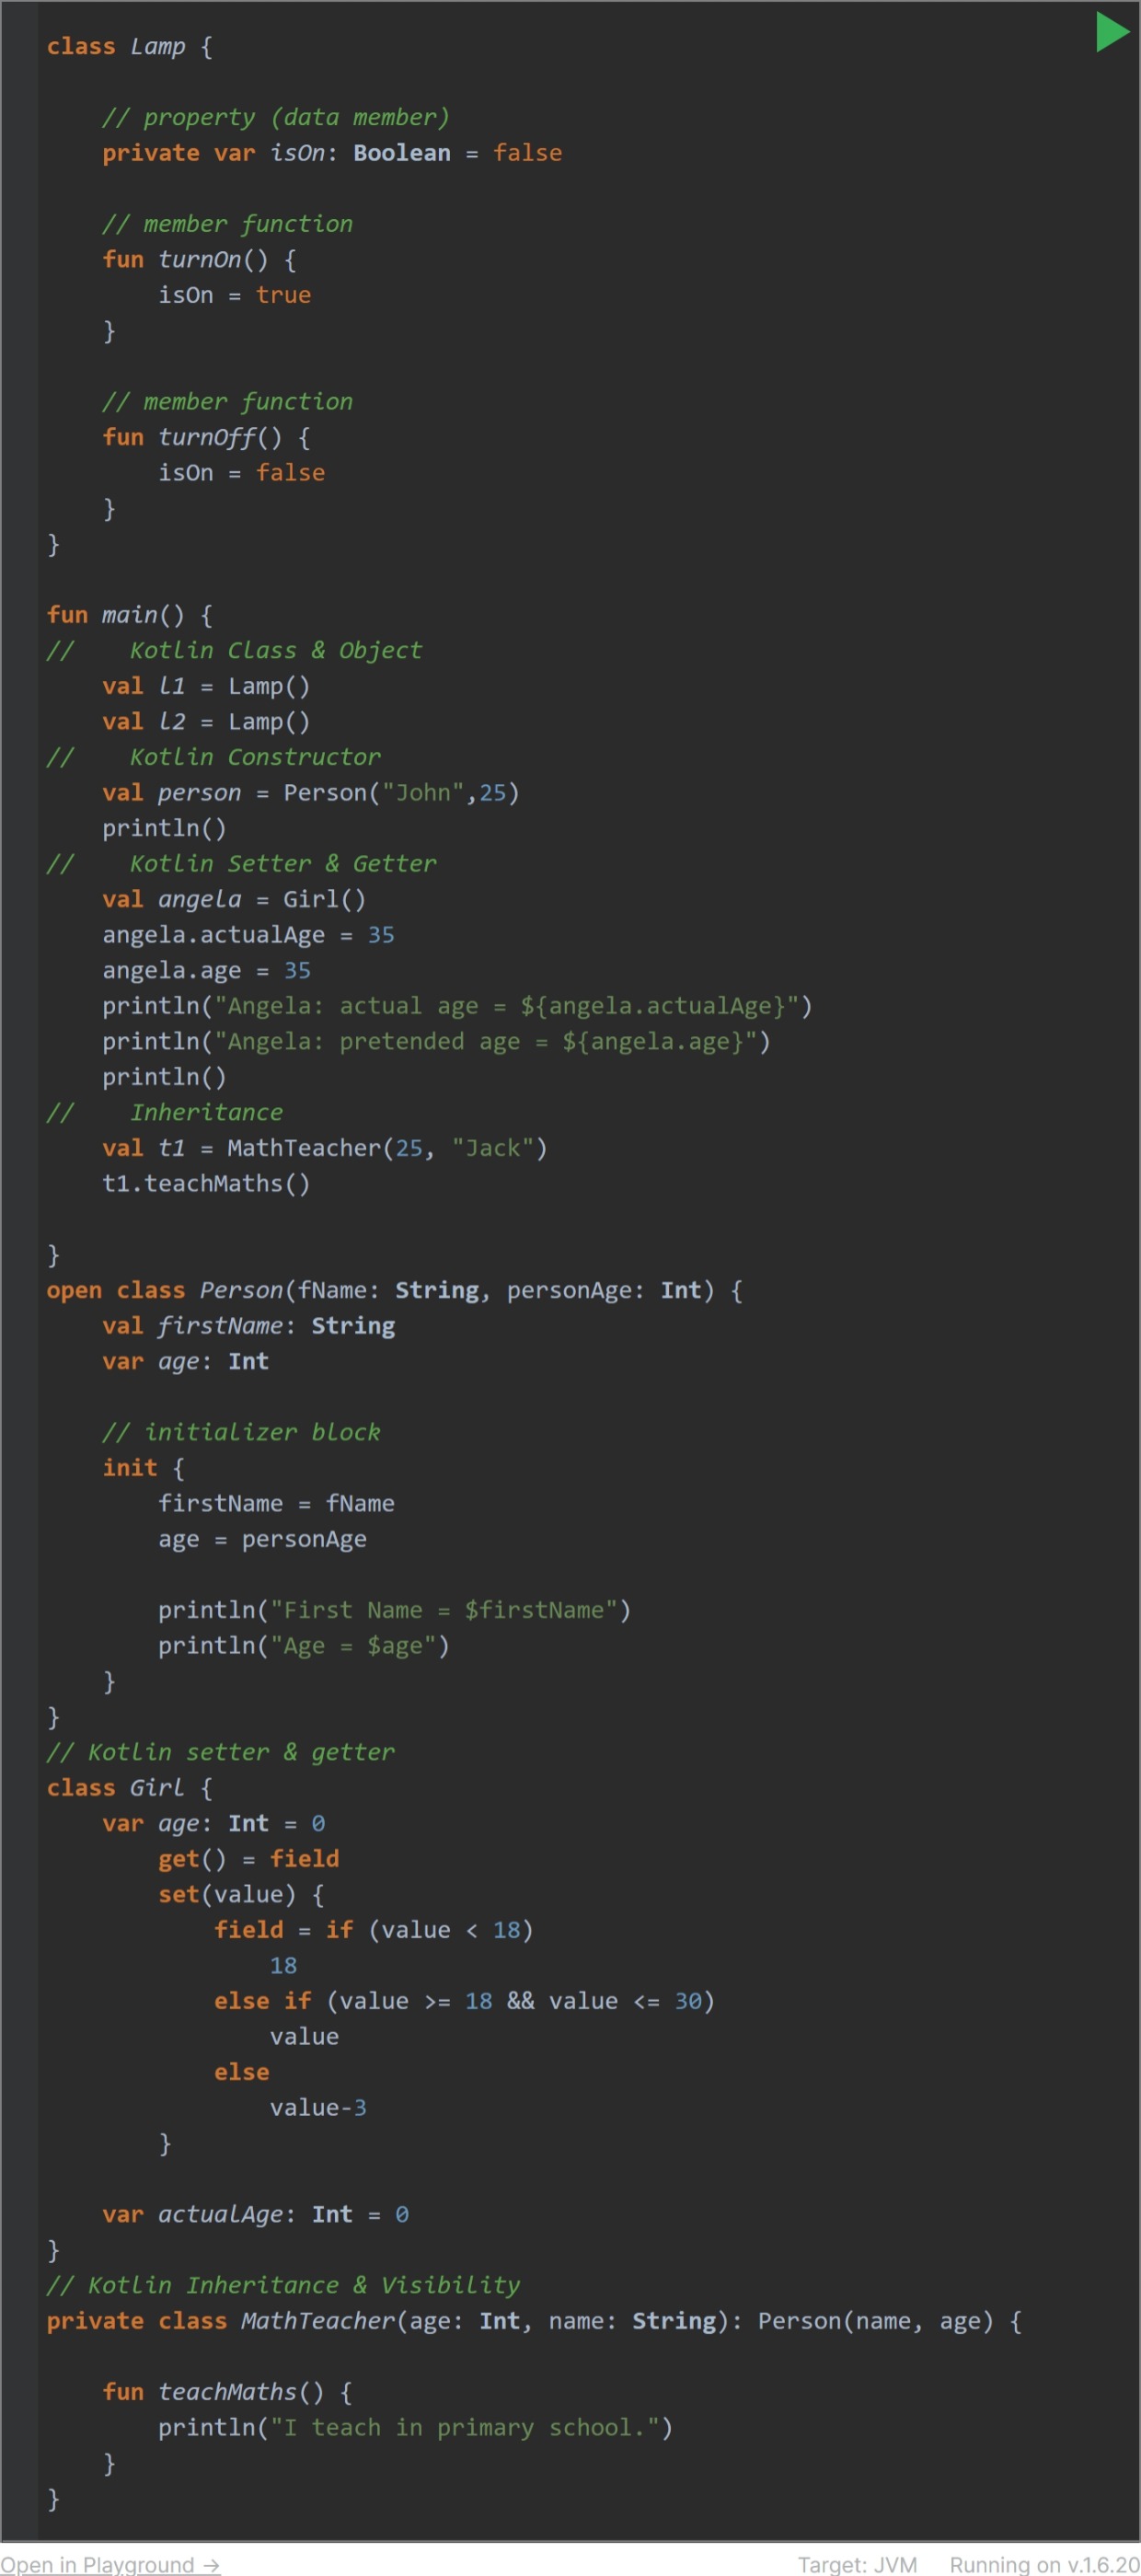 class Lamp {
    // property (data member)
    private var isOn: Boolean = false
    // member function
    fun turnOn() {
        isOn = true
    }
    // member function
    fun turnOff() {
        isOn = false
    }
}
fun main() {
//    Kotlin Class & Object
    val l1 = Lamp()
    val l2 = Lamp()
//    Kotlin Constructor
    val person = Person("John",25)
    println()
//    Kotlin Setter & Getter
    val angela = Girl()
    angela.actualAge = 35
    angela.age = 35
    println("Angela: actual age = ${angela.actualAge}")
    println("Angela: pretended age = ${angela.age}")
    println()
//    Inheritance
    val t1 = MathTeacher(25, "Jack")
    t1.teachMaths()
}
open class Person(fName: String, personAge: Int) {
    val firstName: String
    var age: Int
    // initializer block
    init {
        firstName = fName
        age = personAge
        println("First Name = $firstName")
        println("Age = $age")
    }
}
// Kotlin setter & getter
class Girl {
    var age: Int = 0
        get() = field
        set(value) {
            field = if (value < 18)
                18
            else if (value >= 18 && value <= 30)
                value
            else
                value-3
        }
    var actualAge: Int = 0
}
// Kotlin Inheritance & Visibility
private class MathTeacher(age: Int, name: String): Person(name, age) {
    fun teachMaths() {
        println("I teach in primary school.")
    }
}
Open in Playground → Target: JVM Running on v.1.6.20